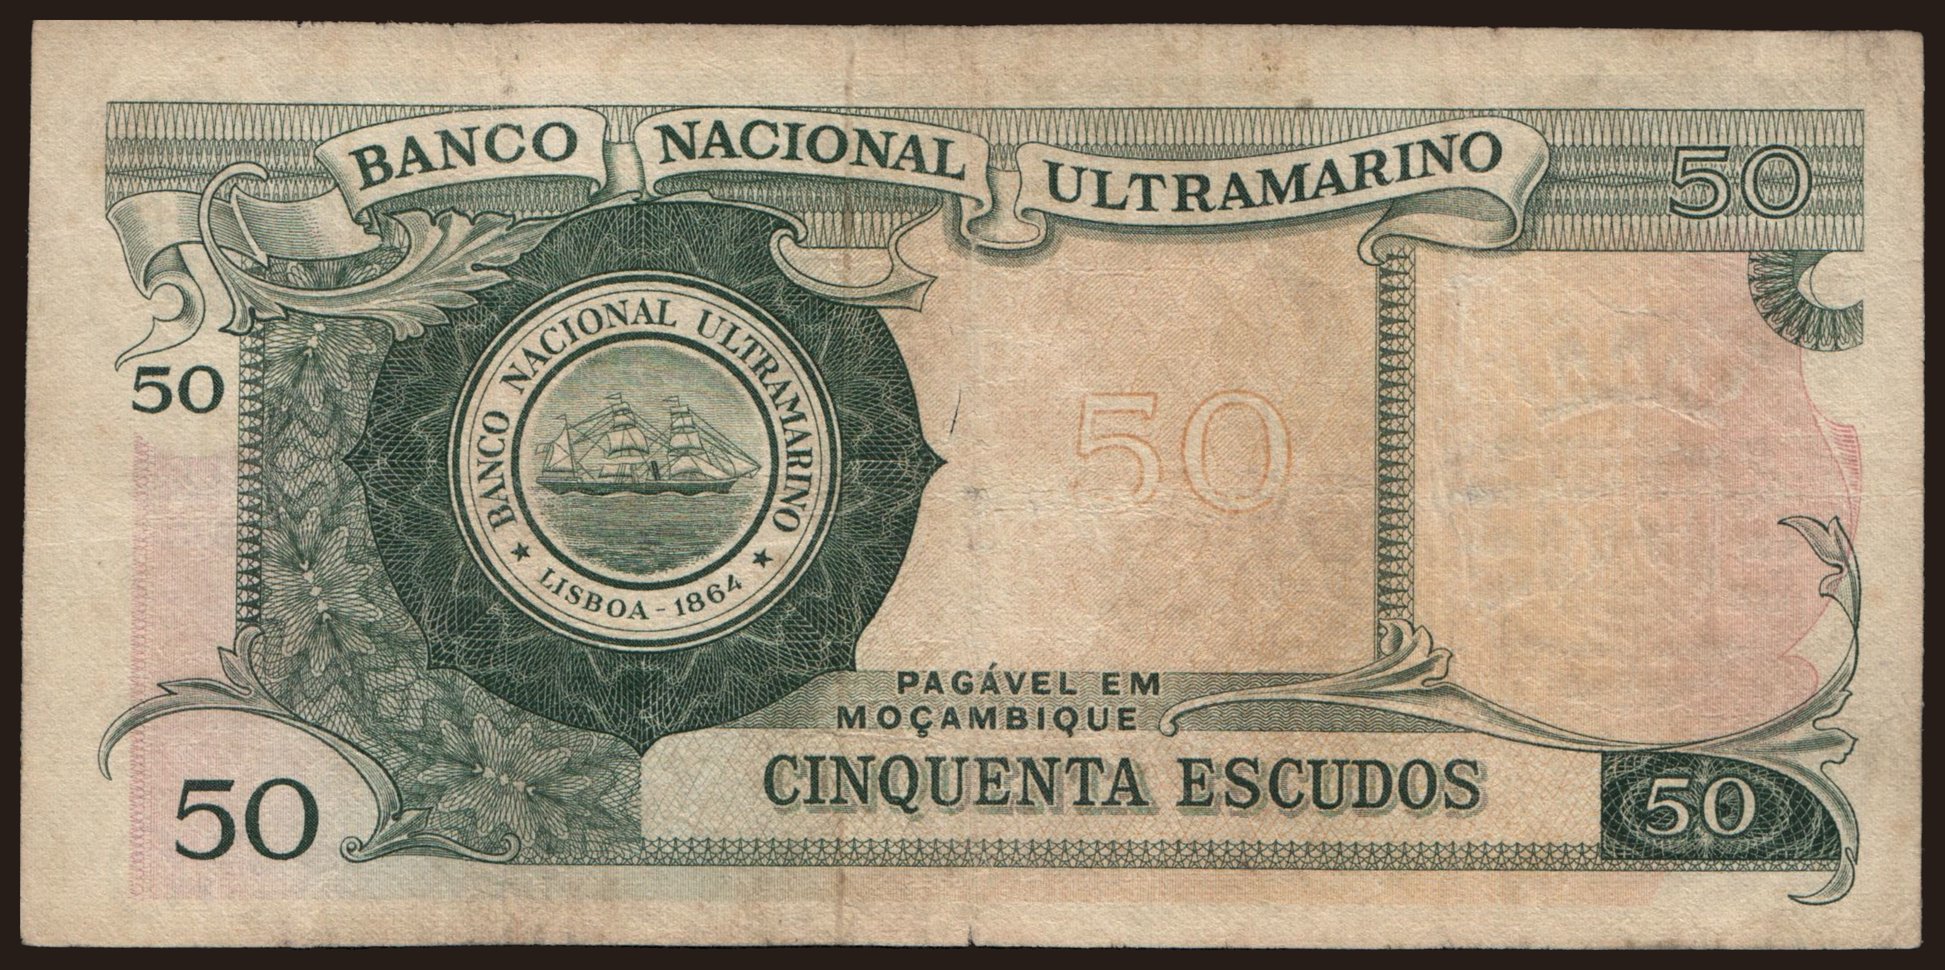 BANCO NACIONAL ULTRAMARINO
50
50
BANCO NACIONAL ULTRAMARINO
★ LISBOA - 1864 ★
50
PAGÁVEL EM
MOÇAMBIQUE
CINQUENTA ESCUDOS
50
50